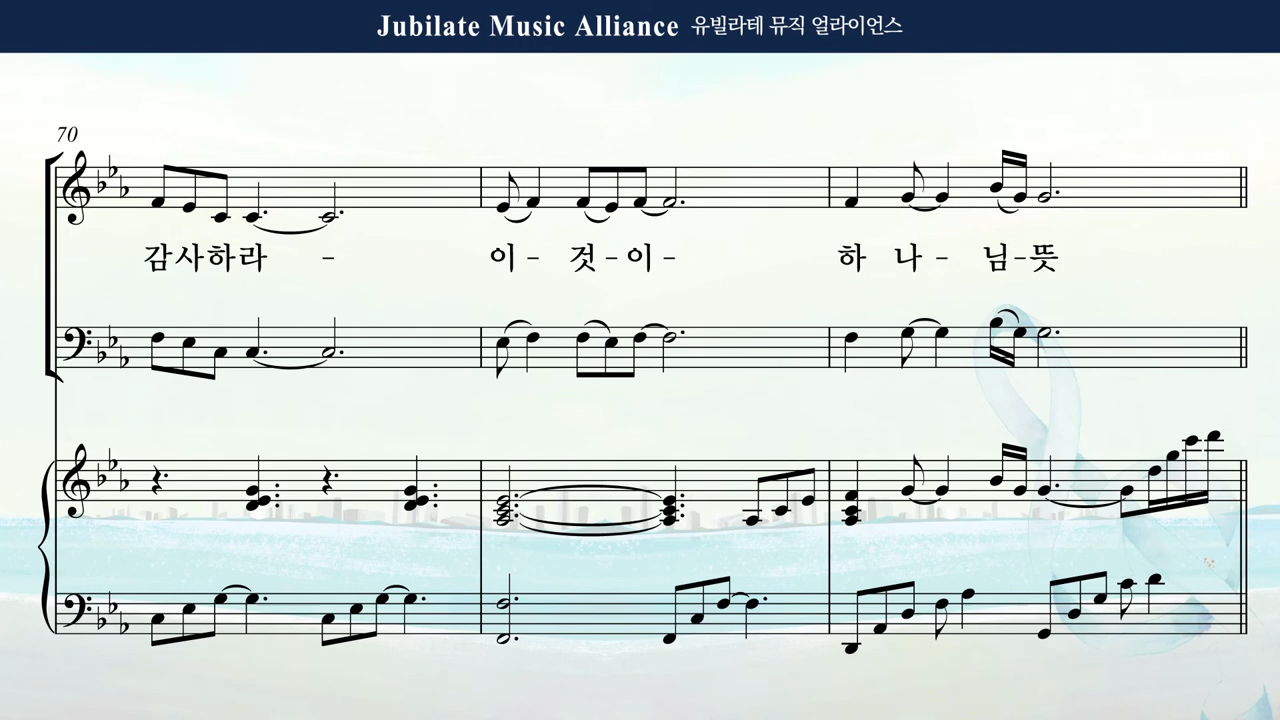 Jubilate Music Alliance 유빌라테 뮤직 얼라이언스
70
감사하라 - 이 - 것 - 이 - 하 나 - 님 - 뜻